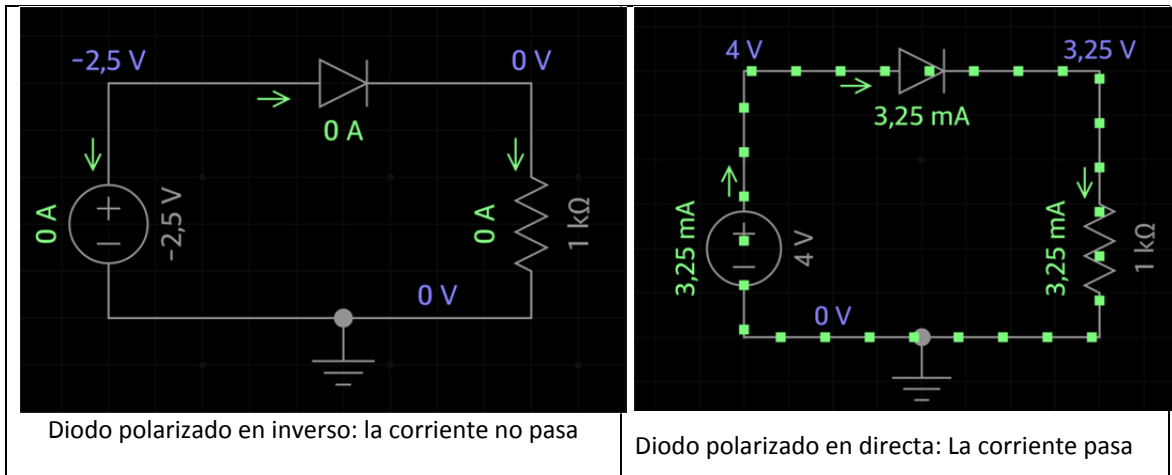 −2,5 V
0 V
0 A
0 A
−2,5 V
0 A
1 kΩ
0 V
Diodo polarizado en inverso: la corriente no pasa
4 V
3,25 V
3,25 mA
3,25 mA
4 V
3,25 mA
1 kΩ
0 V
Diodo polarizado en directa: La corriente pasa